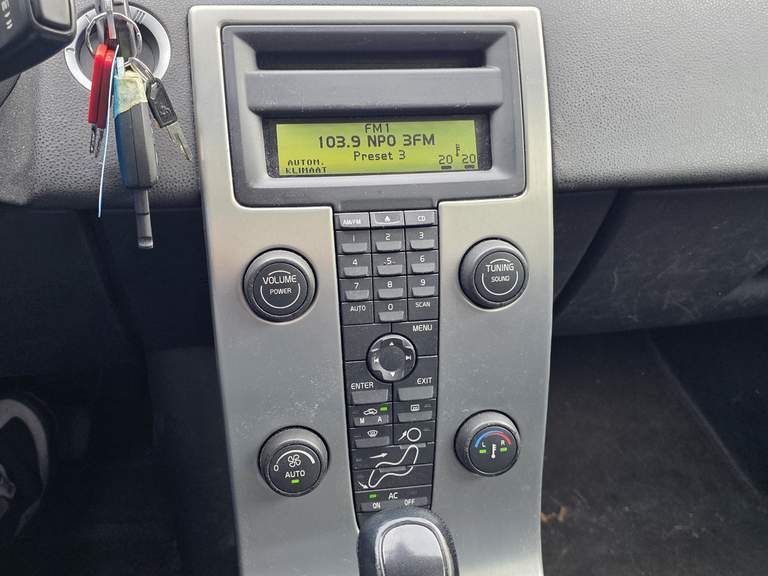 FM1
103.9 NPO 3FM
Preset 3
AUTOM.
KLIMAAT
20 20
AM/FM CD
1 2 3
4 5 6
7 8 9
AUTO 0 SCAN
VOLUME
POWER
TUNING
SOUND
MENU
ENTER EXIT
M A
0
AUTO
L R
AC
ON OFF